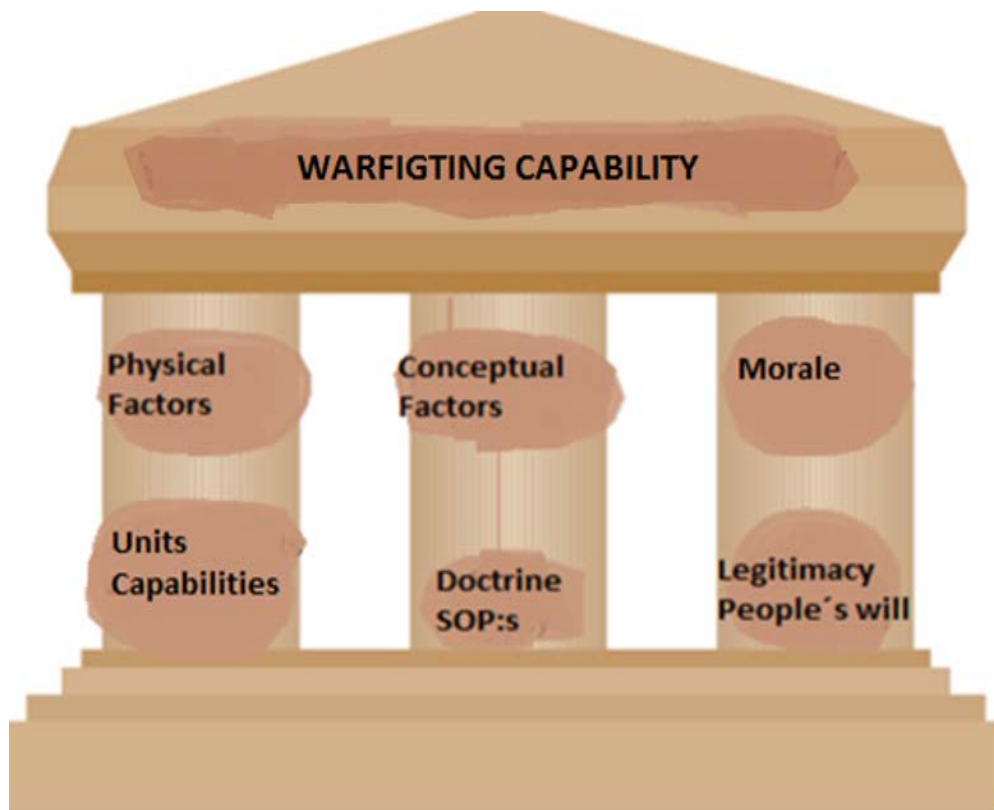 WARFIGTING CAPABILITY
Physical
Factors
Conceptual
Factors
Morale
Units
Capabilities
Doctrine
SOP:s
Legitimacy
People´s will